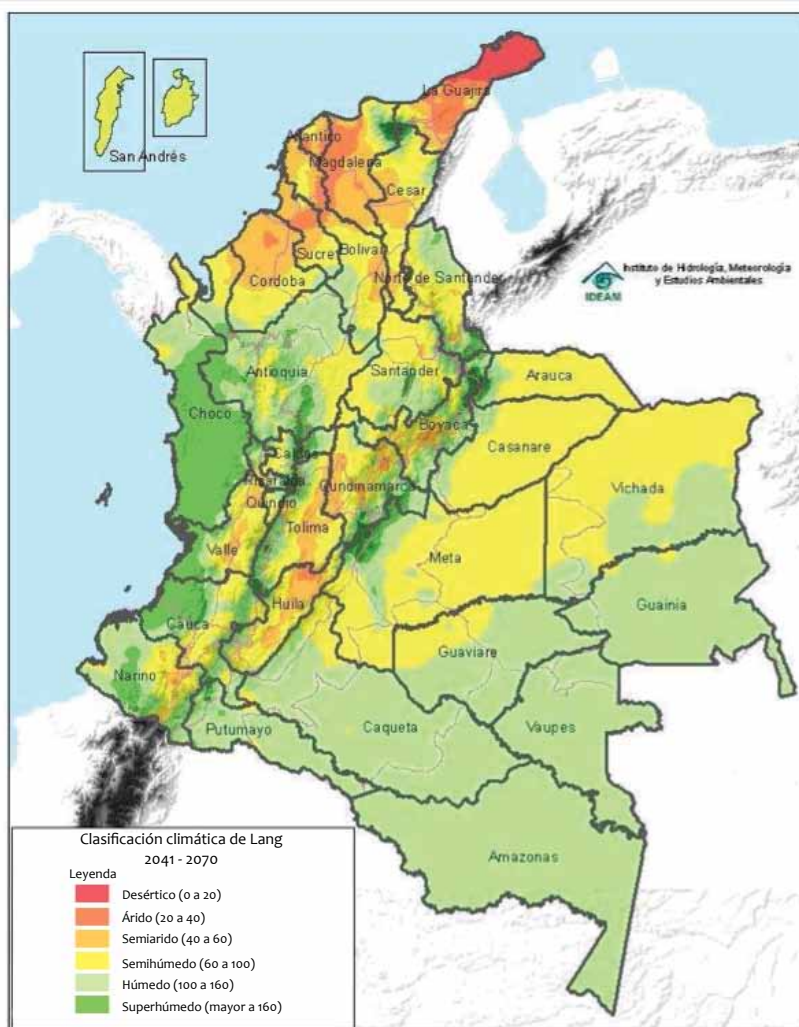 San Andrés
La Guajira
Atlantico
Magdalena
Cesar
Sucre
Bolivar
Cordoba
Norte de Santander
Instituto de Hidrología, Meteorología
y Estudios Ambientales
IDEAM
Antioquia
Santander
Arauca
Choco
Boyaca
Casanare
Caldas
Risaralda
Cundinamarca
Vichada
Quindio
Tolima
Valle
Meta
Huila
Guainia
Cauca
Guaviare
Narino
Putumayo
Caqueta
Vaupes
Amazonas
Clasificación climática de Lang
2041 - 2070
Leyenda
Desértico (0 a 20)
Árido (20 a 40)
Semiarido (40 a 60)
Semihúmedo (60 a 100)
Húmedo (100 a 160)
Superhúmedo (mayor a 160)